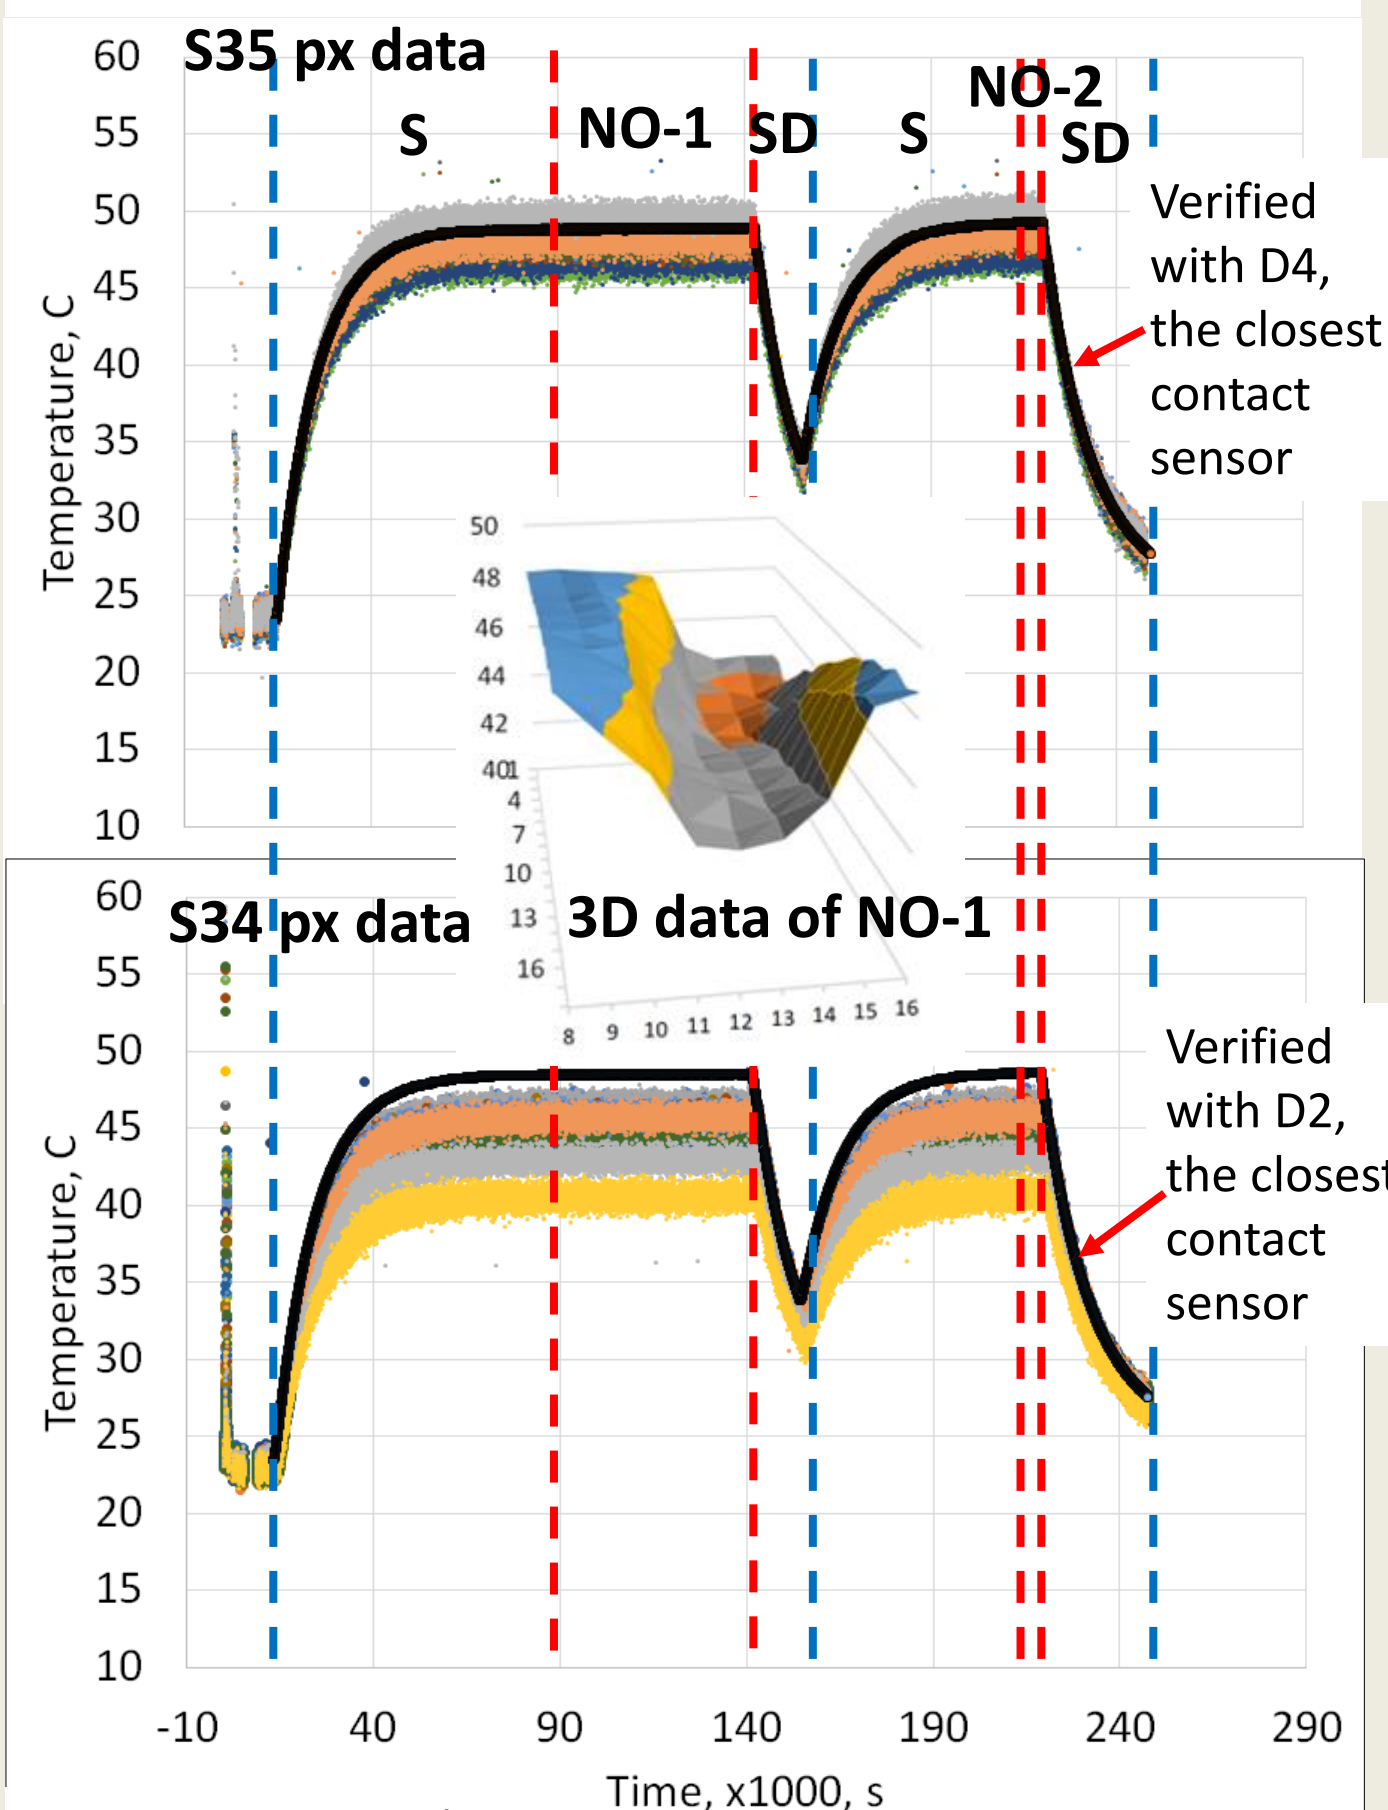 S35 px data
60
55
50
45
40
35
30
25
20
15
10
Temperature, C
S
NO-1
SD
S
NO-2
SD
Verified
with D4,
the closest
contact
sensor
50
48
46
44
42
40
1
4
7
10
13
16
8 9 10 11 12 13 14 15 16
3D data of NO-1
S34 px data
60
55
50
45
40
35
30
25
20
15
10
Temperature, C
Verified
with D2,
the closest
contact
sensor
-10 40 90 140 190 240 290
Time, x1000, s